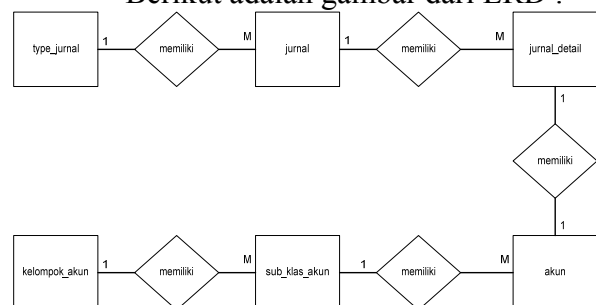 Berikut adalah gambar dari ERD :
type_jurnal 1 memiliki M jurnal 1 memiliki M jurnal_detail
1
memiliki
1
kelompok_akun 1 memiliki M sub_klas_akun 1 memiliki M akun